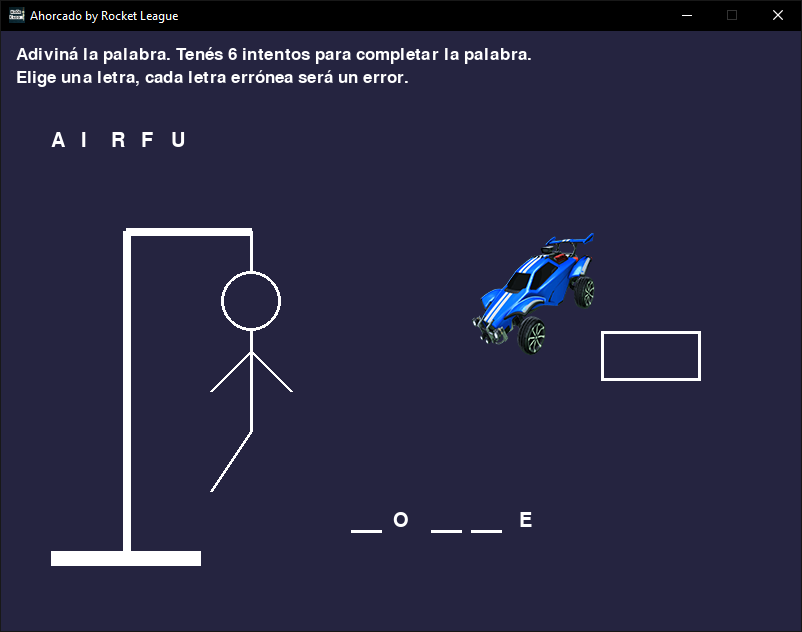 Ahorcado by Rocket League
Adiviná la palabra. Tenés 6 intentos para completar la palabra.
Elige una letra, cada letra errónea será un error.
A I R F U
__ O __ __ E